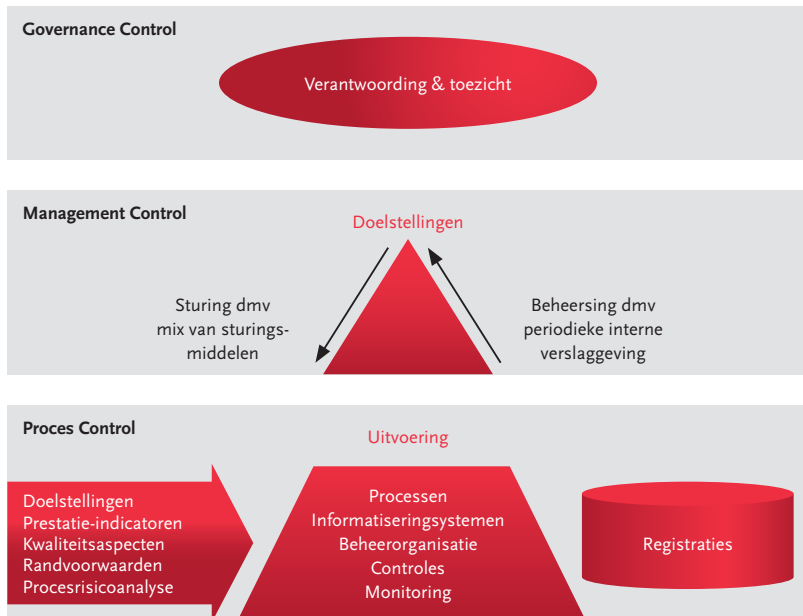 Governance Control
Verantwoording & toezicht
Management Control
Doelstellingen
Sturing dmv
mix van sturings-
middelen
Beheersing dmv
periodieke interne
verslaggeving
Proces Control
Uitvoering
Doelstellingen
Prestatie-indicatoren
Kwaliteitsaspecten
Randvoorwaarden
Procesrisicoanalyse
Processen
Informatiseringsystemen
Beheerorganisatie
Controles
Monitoring
Registraties